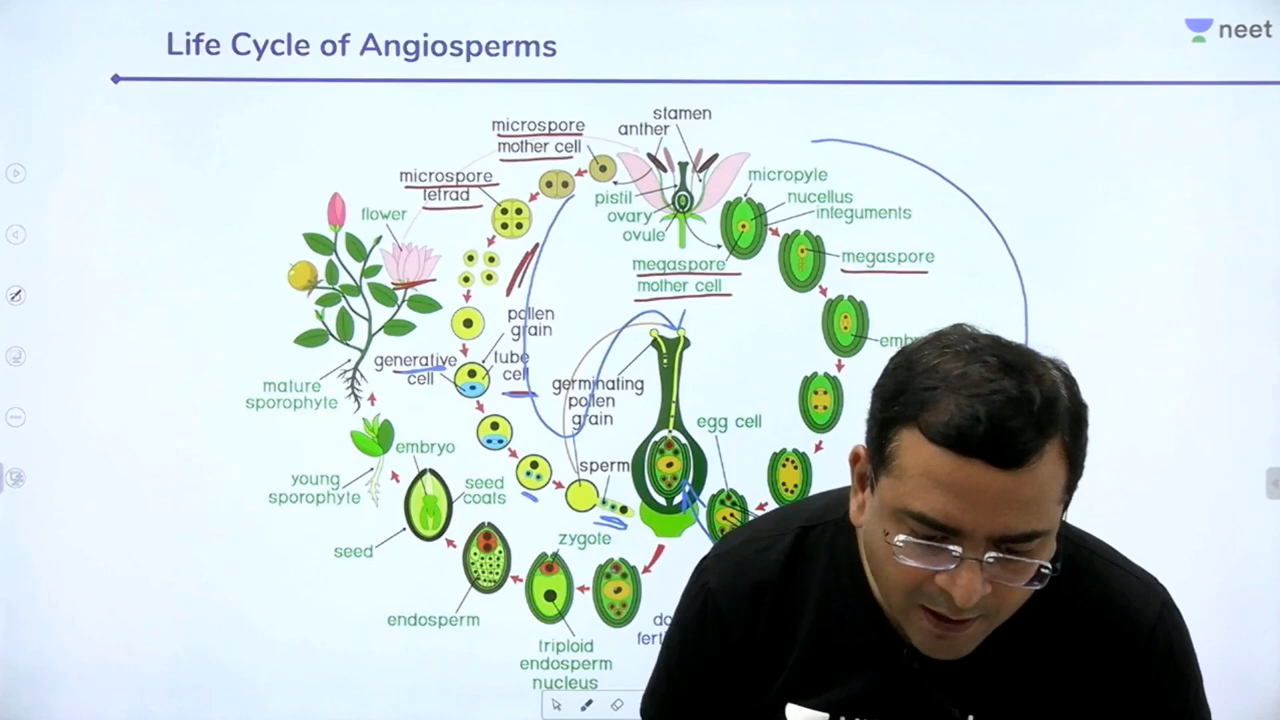 Life Cycle of Angiosperms
neet
stamen
anther
microspore
mother cell
microspore
tetrad
flower
pistil
ovary
ovule
micropyle
nucellus
integuments
megaspore
mother cell
megaspore
pollen
grain
generative
cell
tube
cell
germinating
pollen
grain
egg cell
mature
sporophyte
embryo
sperm
young
sporophyte
seed
coats
seed
zygote
endosperm
triploid
endosperm
nucleus